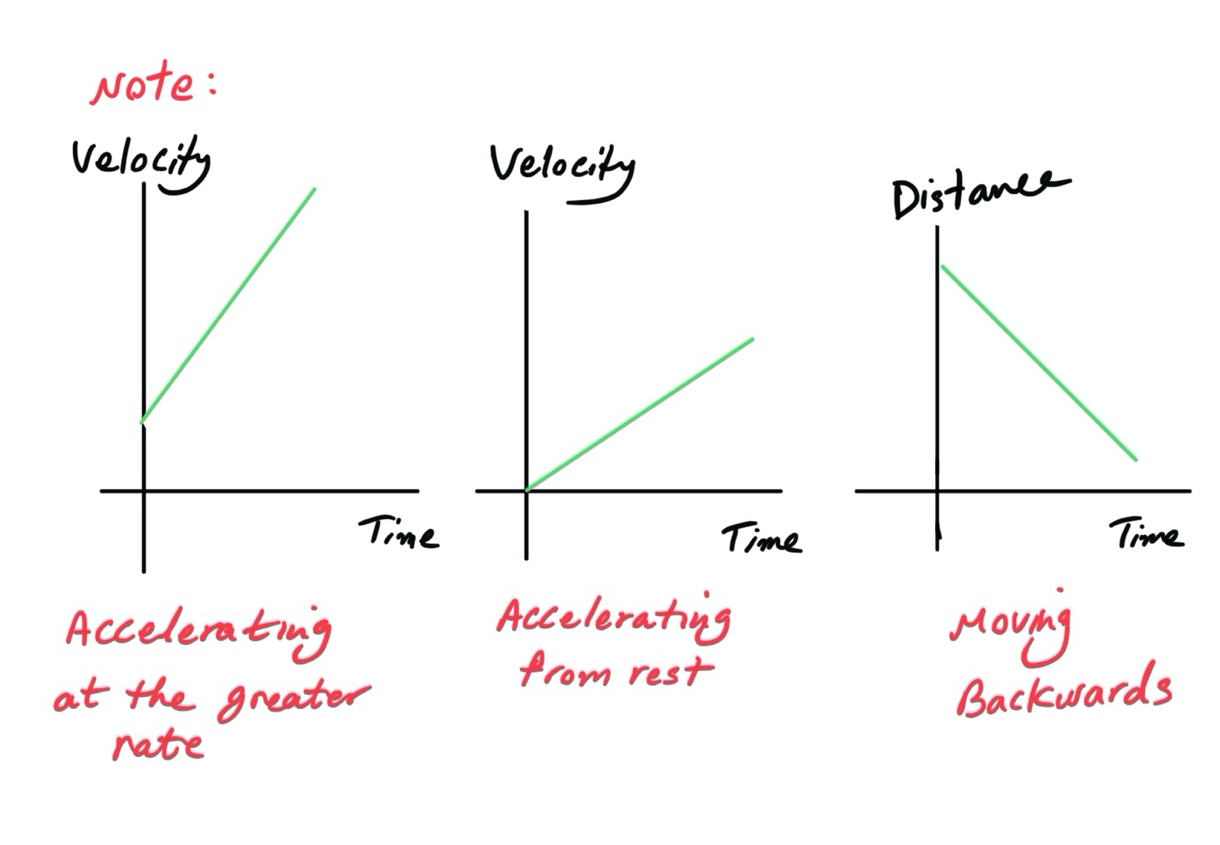 Note:
Velocity
Time
Accelerating
at the greater
rate
Velocity
Time
Accelerating
from rest
Distance
Time
Moving
Backwards